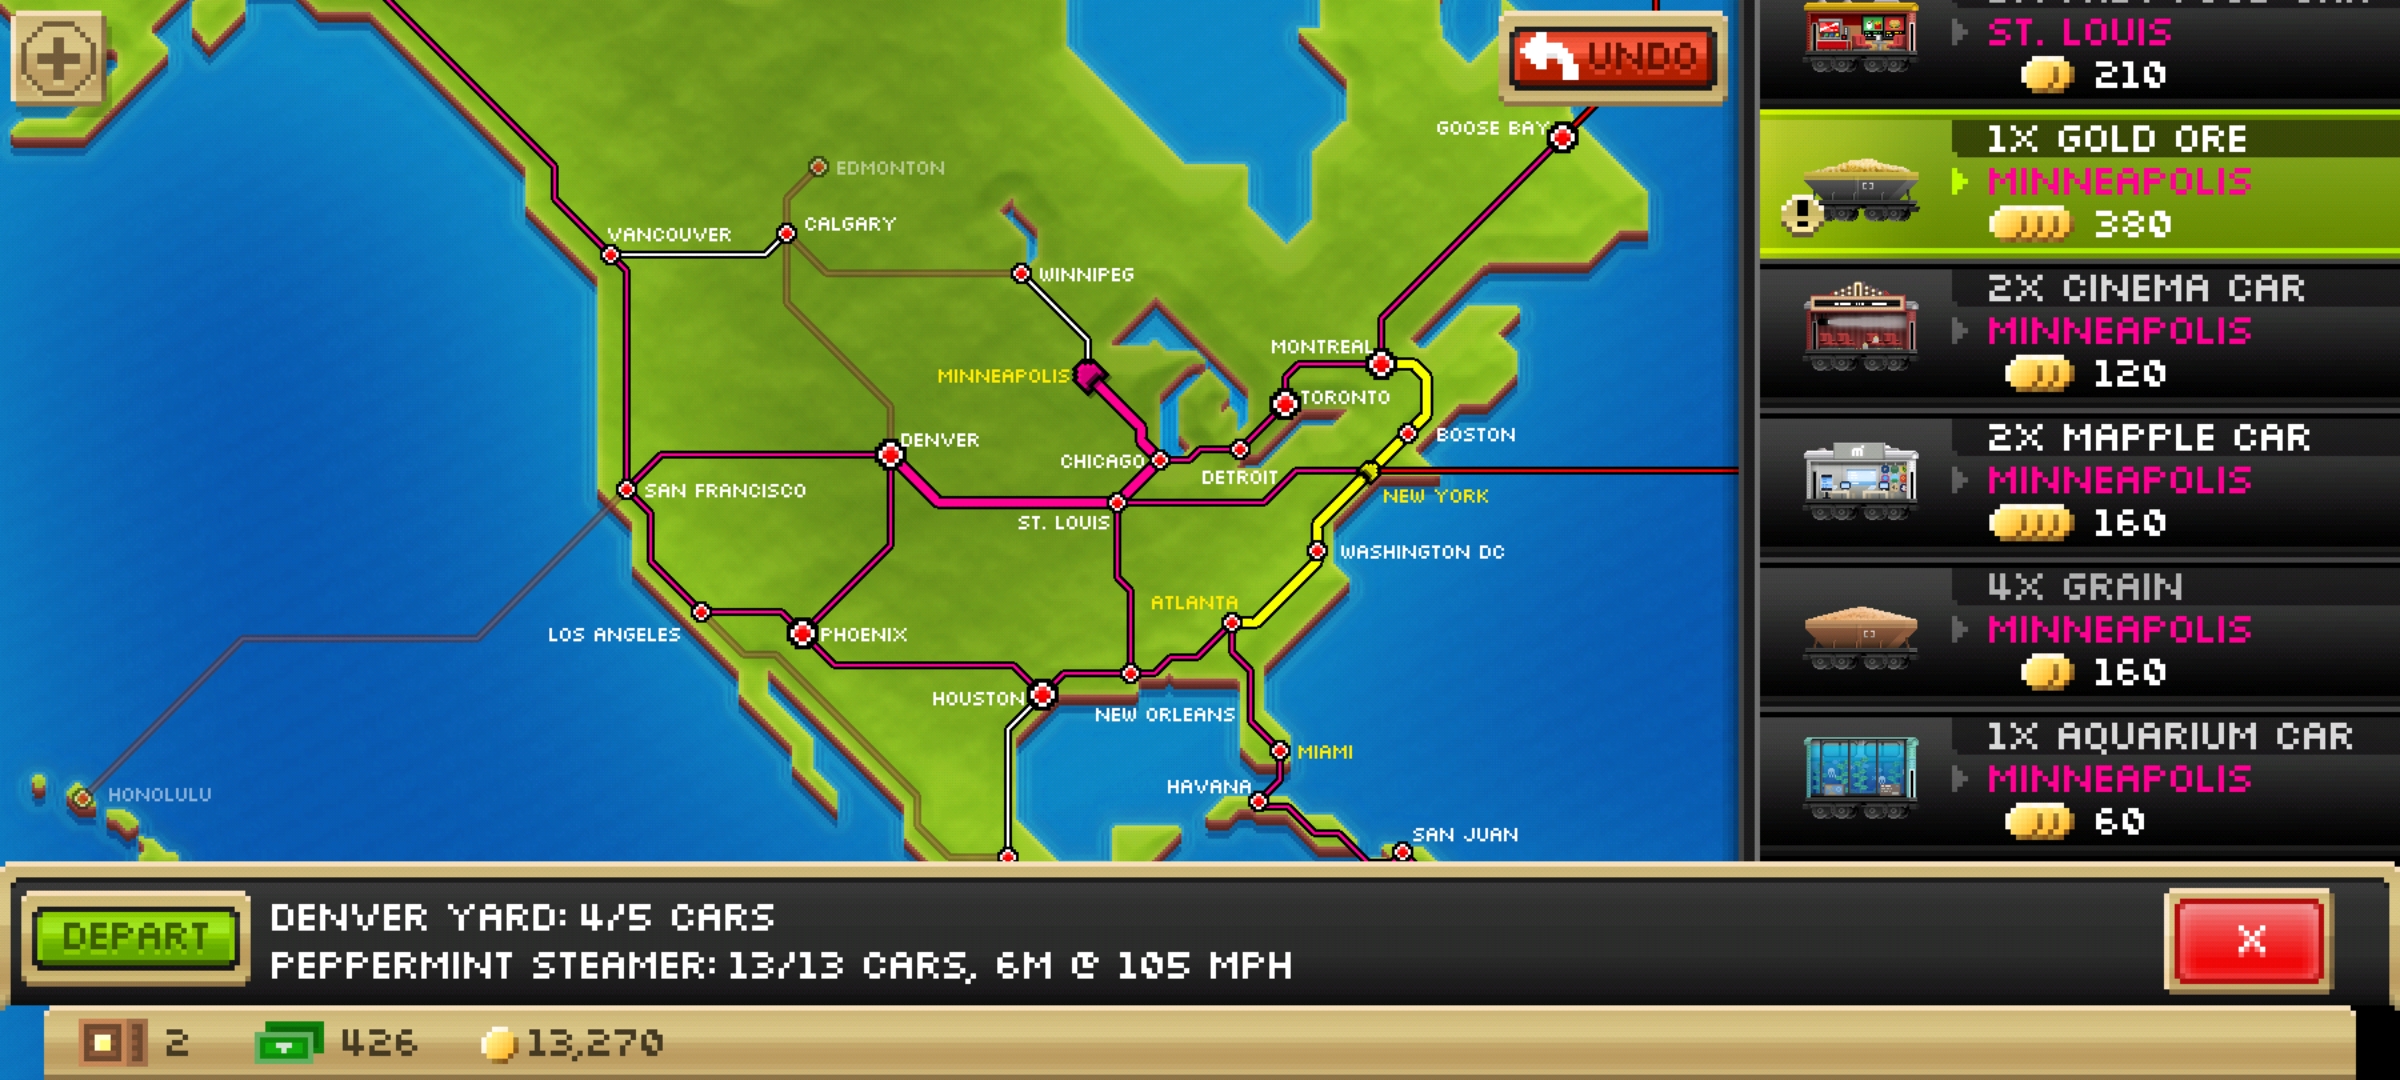 UNDO
GOOSE BAY
EDMONTON
CALGARY
VANCOUVER
WINNIPEG
MONTREAL
MINNEAPOLIS
TORONTO
BOSTON
DENVER
CHICAGO
DETROIT
SAN FRANCISCO
NEW YORK
ST. LOUIS
WASHINGTON DC
ATLANTA
LOS ANGELES
PHOENIX
HOUSTON
NEW ORLEANS
MIAMI
HAVANA
HONOLULU
SAN JUAN
ST. LOUIS
210
1X GOLD ORE
MINNEAPOLIS
380
2X CINEMA CAR
MINNEAPOLIS
120
2X MAPPLE CAR
MINNEAPOLIS
160
4X GRAIN
MINNEAPOLIS
160
1X AQUARIUM CAR
MINNEAPOLIS
60
DEPART
DENVER YARD: 4/5 CARS
PEPPERMINT STEAMER: 13/13 CARS, 6M @ 105 MPH
X
2
426
13,270